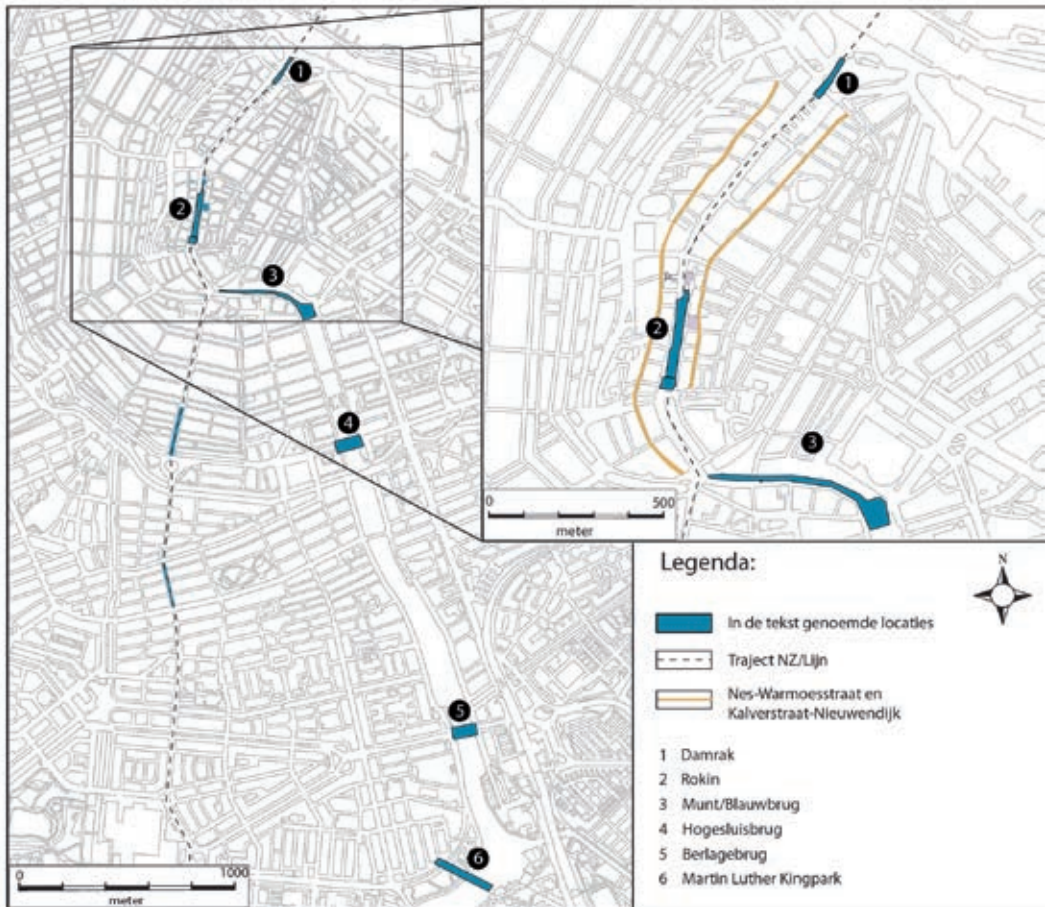 1
2
3
4
5
6
0
1000
meter
1
2
3
0
500
meter
Legenda:
N
In de tekst genoemde locaties
Traject NZ/Lijn
Nes-Warmoesstraat en
Kalverstraat-Nieuwendijk
1 Damrak
2 Rokin
3 Munt/Blauwbrug
4 Hogesluisbrug
5 Berlagebrug
6 Martin Luther Kingpark